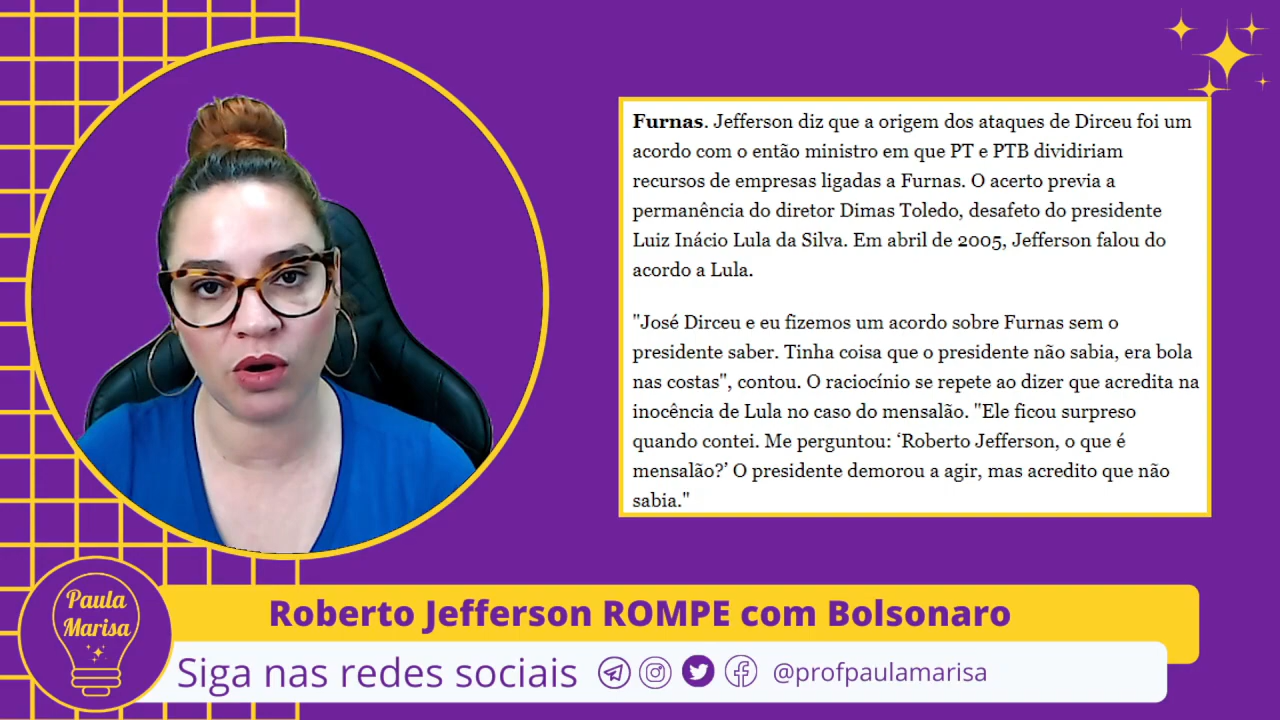 Furnas. Jefferson diz que a origem dos ataques de Dirceu foi um
acordo com o então ministro em que PT e PTB dividiriam
recursos de empresas ligadas a Furnas. O acerto previa a
permanência do diretor Dimas Toledo, desafeto do presidente
Luiz Inácio Lula da Silva. Em abril de 2005, Jefferson falou do
acordo a Lula.
"José Dirceu e eu fizemos um acordo sobre Furnas sem o
presidente saber. Tinha coisa que o presidente não sabia, era bola
nas costas", contou. O raciocínio se repete ao dizer que acredita na
inocência de Lula no caso do mensalão. "Ele ficou surpreso
quando contei. Me perguntou: ‘Roberto Jefferson, o que é
mensalão?’ O presidente demorou a agir, mas acredito que não
sabia."
Paula
Marisa
Roberto Jefferson ROMPE com Bolsonaro
Siga nas redes sociais @profpaulamarisa